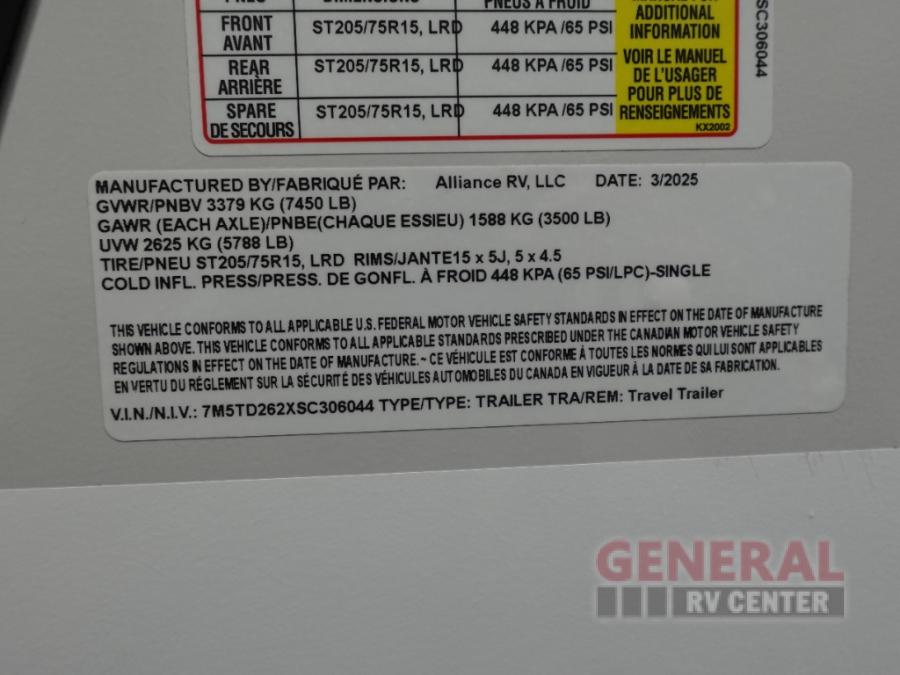 PNEU DIMENSIONS PNEUS À FROID
FRONT AVANT ST205/75R15, LRD 448 KPA /65 PSI
REAR ARRIÈRE ST205/75R15, LRD 448 KPA /65 PSI
SPARE DE SECOURS ST205/75R15, LRD 448 KPA /65 PSI
ADDITIONAL
INFORMATION
VOIR LE MANUEL
DE L'USAGER
POUR PLUS DE
RENSEIGNEMENTS
KX2002
SC306044
MANUFACTURED BY/FABRIQUÉ PAR: Alliance RV, LLC DATE: 3/2025
GVWR/PNBV 3379 KG (7450 LB)
GAWR (EACH AXLE)/PNBE(CHAQUE ESSIEU) 1588 KG (3500 LB)
UVW 2625 KG (5788 LB)
TIRE/PNEU ST205/75R15, LRD RIMS/JANTE15 x 5J, 5 x 4.5
COLD INFL. PRESS/PRESS. DE GONFL. À FROID 448 KPA (65 PSI/LPC)-SINGLE
THIS VEHICLE CONFORMS TO ALL APPLICABLE U.S. FEDERAL MOTOR VEHICLE SAFETY STANDARDS IN EFFECT ON THE DATE OF MANUFACTURE
SHOWN ABOVE. THIS VEHICLE CONFORMS TO ALL APPLICABLE STANDARDS PRESCRIBED UNDER THE CANADIAN MOTOR VEHICLE SAFETY
REGULATIONS IN EFFECT ON THE DATE OF MANUFACTURE. ~ CE VÉHICULE EST CONFORME À TOUTES LES NORMES QUI LUI SONT APPLICABLES
EN VERTU DU RÉGLEMENT SUR LA SÉCURITÉ DES VÉHICULES AUTOMOBILES DU CANADA EN VIGUEUR À LA DATE DE SA FABRICATION.
V.I.N./N.I.V.: 7M5TD262XSC306044 TYPE/TYPE: TRAILER TRA/REM: Travel Trailer
GENERAL
RV CENTER